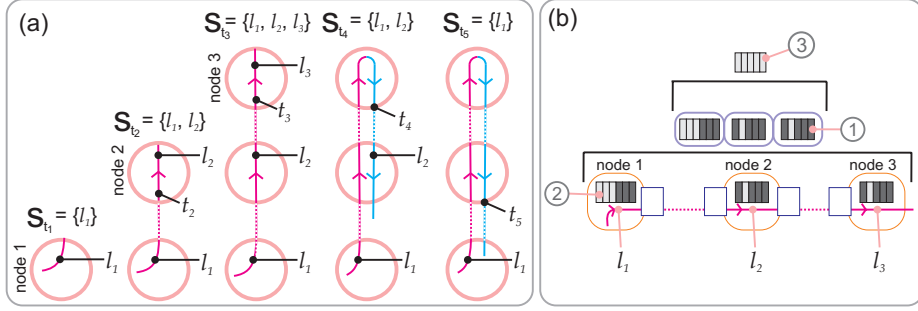 (a)
S_{t_1} = {l_1}
S_{t_2} = {l_1, l_2}
S_{t_3} = {l_1, l_2, l_3}
S_{t_4} = {l_1, l_2}
S_{t_5} = {l_1}
node 3
l_3
t_3
t_4
node 2
l_2
t_2
l_2
l_2
t_5
node 1
l_1
l_1
l_1
l_1
l_1
(b)
3
1
node 1
node 2
node 3
2
l_1
l_2
l_3